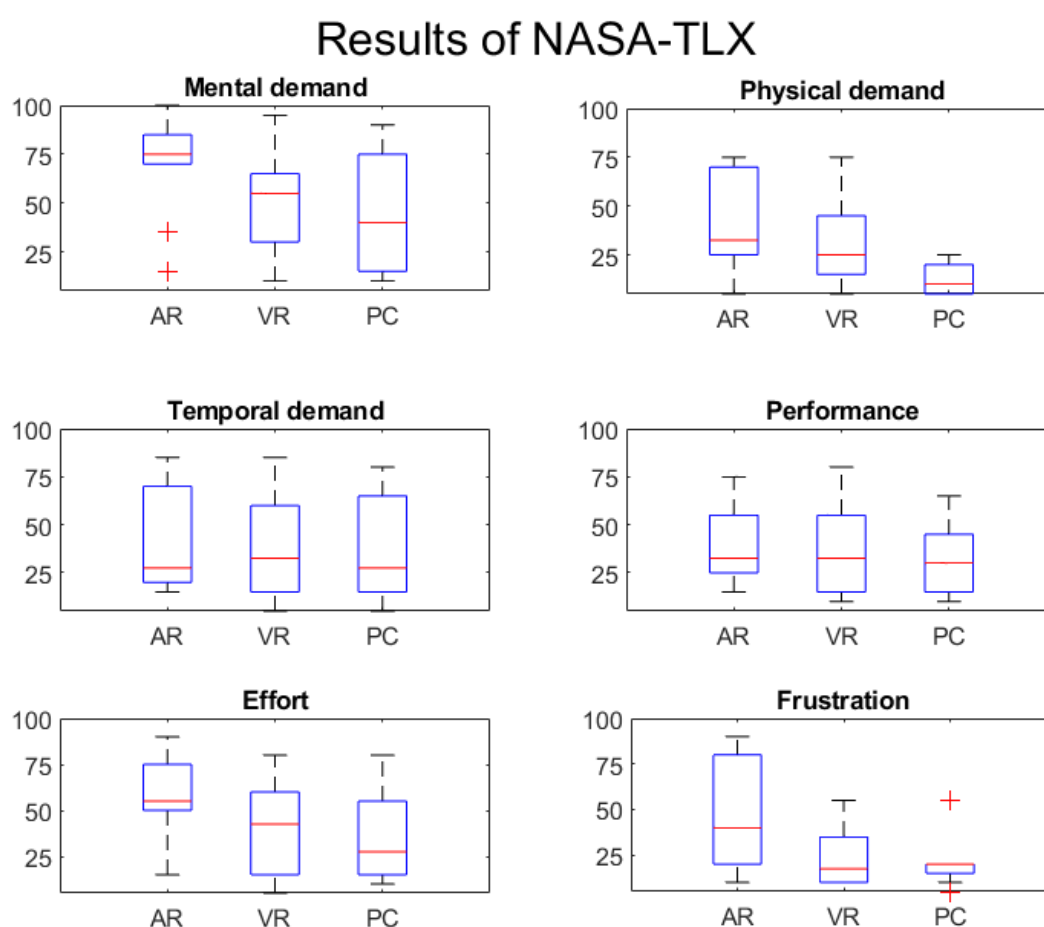 Results of NASA-TLX
Mental demand
100
75
50
25
AR VR PC
Physical demand
100
75
50
25
AR VR PC
Temporal demand
100
75
50
25
AR VR PC
Performance
100
75
50
25
AR VR PC
Effort
100
75
50
25
AR VR PC
Frustration
100
75
50
25
AR VR PC